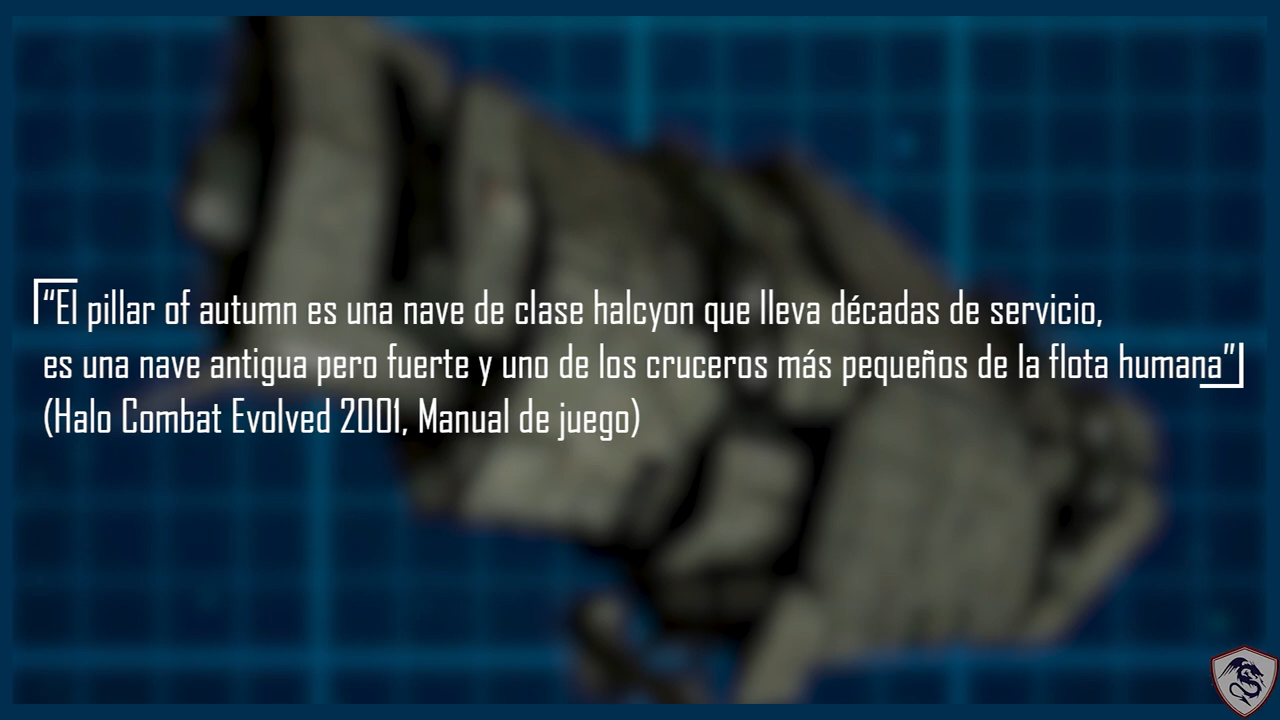 “El pillar of autumn es una nave de clase halcyon que lleva décadas de servicio,
es una nave antigua pero fuerte y uno de los cruceros más pequeños de la flota humana”
(Halo Combat Evolved 2001, Manual de juego)